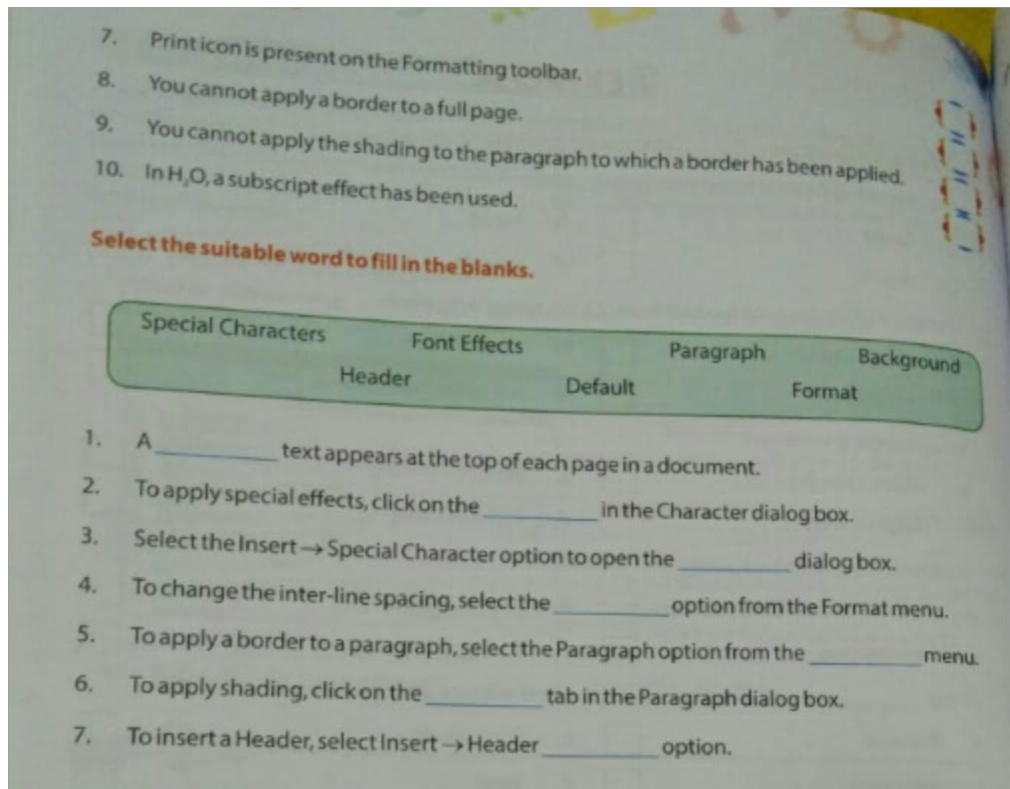 7. Print icon is present on the Formatting toolbar.
8. You cannot apply a border to a full page.
9. You cannot apply the shading to the paragraph to which a border has been applied.
10. In H₂O, a subscript effect has been used.
Select the suitable word to fill in the blanks.
Special Characters Font Effects Paragraph Background
Header Default Format
1. A__________ text appears at the top of each page in a document.
2. To apply special effects, click on the __________ in the Character dialog box.
3. Select the Insert → Special Character option to open the __________ dialog box.
4. To change the inter-line spacing, select the __________ option from the Format menu.
5. To apply a border to a paragraph, select the Paragraph option from the __________ menu.
6. To apply shading, click on the __________ tab in the Paragraph dialog box.
7. To insert a Header, select Insert → Header __________ option.